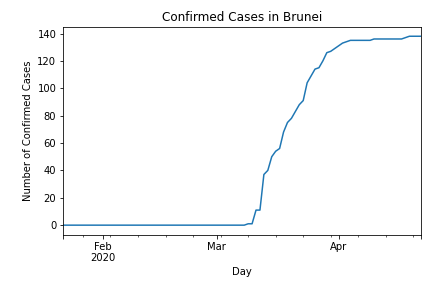 Confirmed Cases in Brunei
140
120
100
80
60
40
20
0
Number of Confirmed Cases
Feb
2020
Mar
Apr
Day